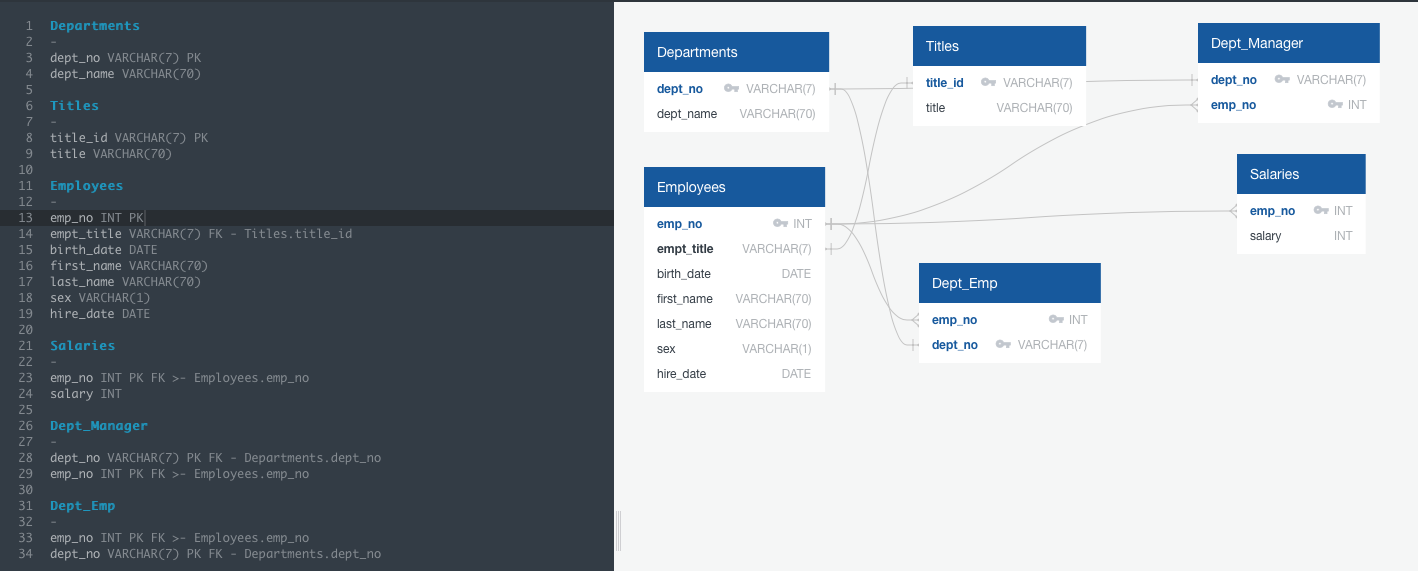 1 Departments
2 -
3 dept_no VARCHAR(7) PK
4 dept_name VARCHAR(70)
5
6 Titles
7 -
8 title_id VARCHAR(7) PK
9 title VARCHAR(70)
10
11 Employees
12 -
13 emp_no INT PK
14 empt_title VARCHAR(7) FK - Titles.title_id
15 birth_date DATE
16 first_name VARCHAR(70)
17 last_name VARCHAR(70)
18 sex VARCHAR(1)
19 hire_date DATE
20
21 Salaries
22 -
23 emp_no INT PK FK >- Employees.emp_no
24 salary INT
25
26 Dept_Manager
27 -
28 dept_no VARCHAR(7) PK FK - Departments.dept_no
29 emp_no INT PK FK >- Employees.emp_no
30
31 Dept_Emp
32 -
33 emp_no INT PK FK >- Employees.emp_no
34 dept_no VARCHAR(7) PK FK - Departments.dept_no
Departments
dept_no VARCHAR(7)
dept_name VARCHAR(70)
Titles
title_id VARCHAR(7)
title VARCHAR(70)
Dept_Manager
dept_no VARCHAR(7)
emp_no INT
Employees
emp_no INT
empt_title VARCHAR(7)
birth_date DATE
first_name VARCHAR(70)
last_name VARCHAR(70)
sex VARCHAR(1)
hire_date DATE
Salaries
emp_no INT
salary INT
Dept_Emp
emp_no INT
dept_no VARCHAR(7)